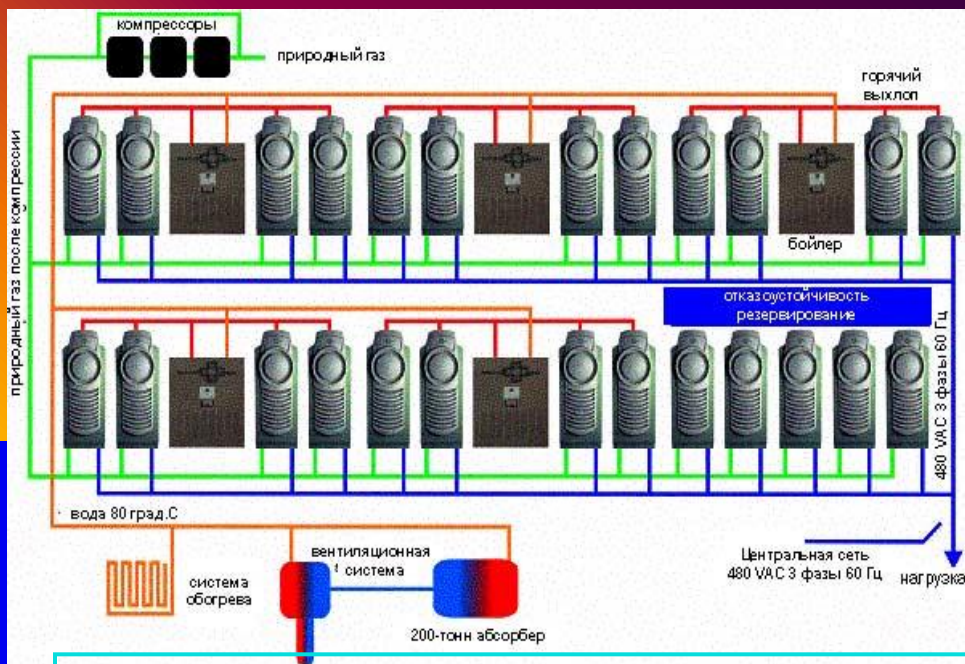 компрессоры
природный газ
горячий
выхлоп
природный газ после компрессии
бойлер
отказоустойчивость
резервирование
480 VAC 3 фазы 60 Гц
вода 80 град.С
вентиляционная
система
Центральная сеть
480 VAC 3 фазы 60 Гц
нагрузка
система
обогрева
200-тонн абсорбер